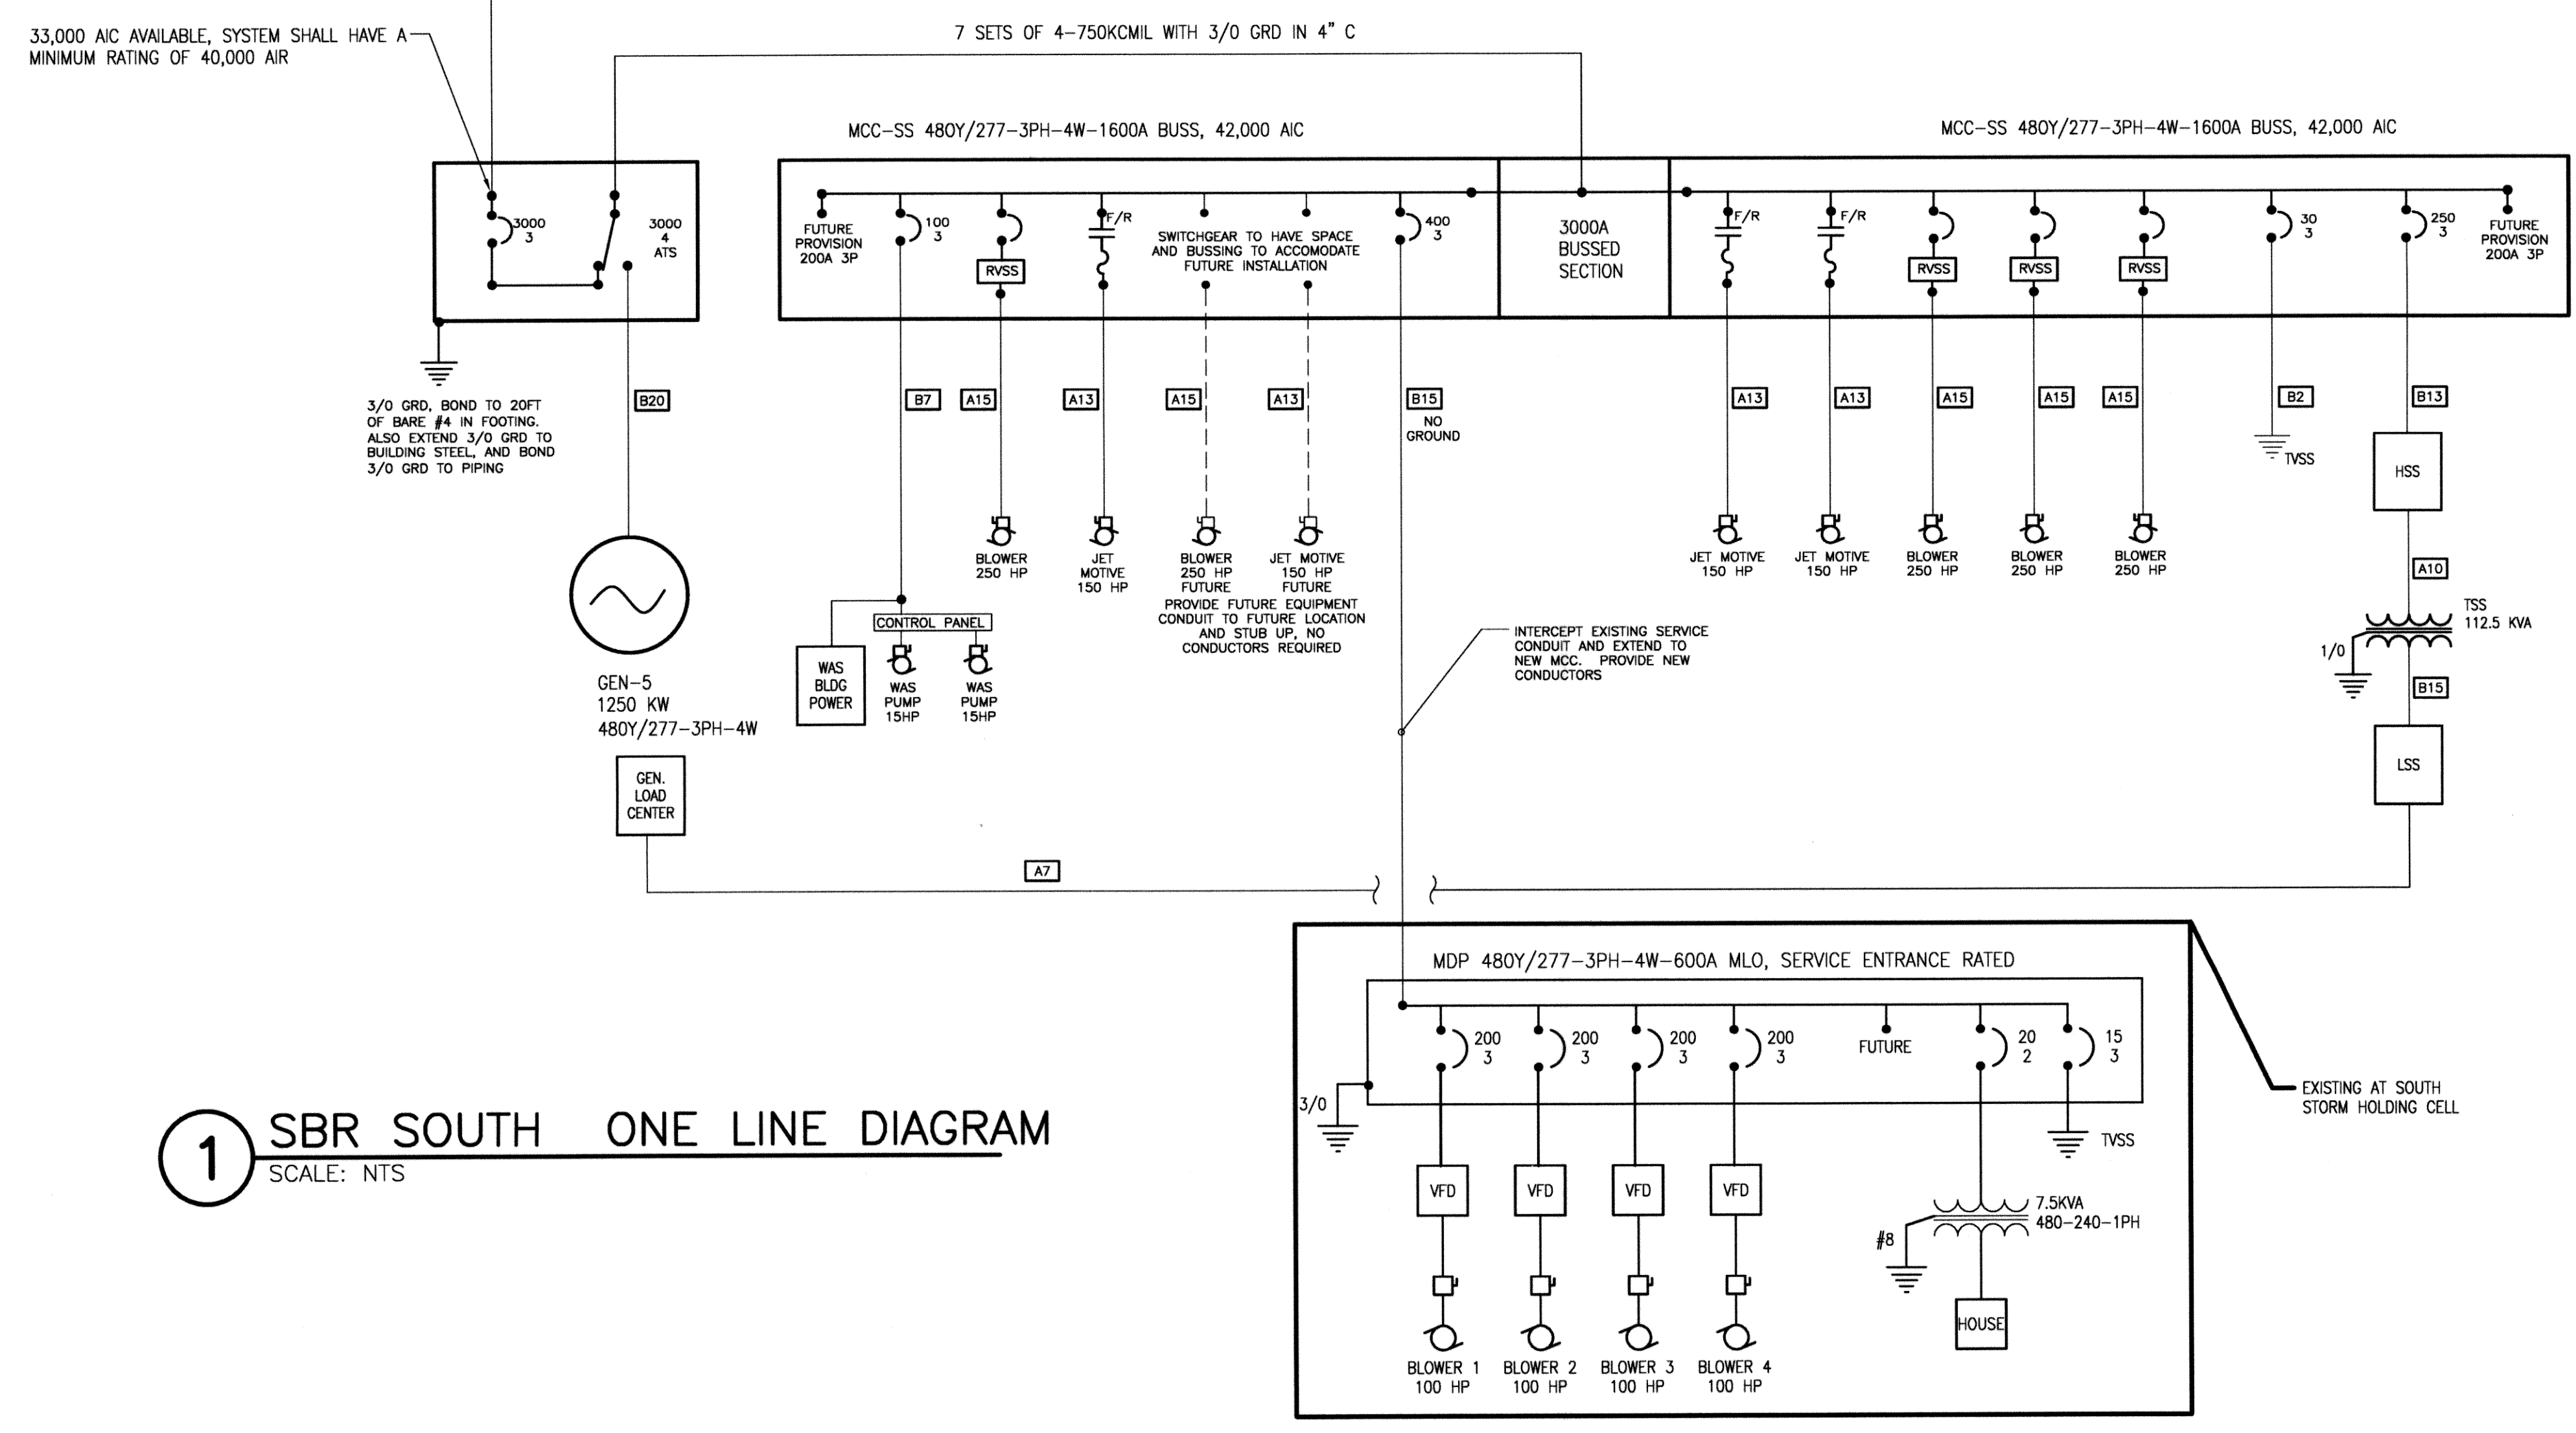 33,000 AIC AVAILABLE, SYSTEM SHALL HAVE A
MINIMUM RATING OF 40,000 AIR
7 SETS OF 4-750KCMIL WITH 3/0 GRD IN 4" C
MCC-SS 480Y/277-3PH-4W-1600A BUSS, 42,000 AIC
MCC-SS 480Y/277-3PH-4W-1600A BUSS, 42,000 AIC
3000
3
3000
4
ATS
FUTURE
PROVISION
200A 3P
100
3
RVSS
F/R
SWITCHGEAR TO HAVE SPACE
AND BUSSING TO ACCOMODATE
FUTURE INSTALLATION
400
3
3000A
BUSSED
SECTION
F/R
F/R
RVSS
RVSS
RVSS
30
3
250
3
FUTURE
PROVISION
200A 3P
3/0 GRD, BOND TO 20FT
OF BARE #4 IN FOOTING.
ALSO EXTEND 3/0 GRD TO
BUILDING STEEL, AND BOND
3/0 GRD TO PIPING
B20
B7
A15
A13
A15
A13
B15
NO
GROUND
A13
A13
A15
A15
A15
B2
B13
TVSS
HSS
BLOWER
250 HP
JET
MOTIVE
150 HP
BLOWER
250 HP
FUTURE
JET MOTIVE
150 HP
FUTURE
PROVIDE FUTURE EQUIPMENT
CONDUIT TO FUTURE LOCATION
AND STUB UP, NO
CONDUCTORS REQUIRED
JET MOTIVE
150 HP
JET MOTIVE
150 HP
BLOWER
250 HP
BLOWER
250 HP
BLOWER
250 HP
A10
TSS
112.5 KVA
1/0
B15
LSS
CONTROL PANEL
WAS
BLDG
POWER
WAS
PUMP
15HP
WAS
PUMP
15HP
INTERCEPT EXISTING SERVICE
CONDUIT AND EXTEND TO
NEW MCC. PROVIDE NEW
CONDUCTORS
GEN-5
1250 KW
480Y/277-3PH-4W
GEN.
LOAD
CENTER
A7
MDP 480Y/277-3PH-4W-600A MLO, SERVICE ENTRANCE RATED
200
3
200
3
200
3
200
3
FUTURE
20
2
15
3
3/0
TVSS
EXISTING AT SOUTH
STORM HOLDING CELL
VFD
VFD
VFD
VFD
7.5KVA
480-240-1PH
#8
HOUSE
BLOWER 1
100 HP
BLOWER 2
100 HP
BLOWER 3
100 HP
BLOWER 4
100 HP
1
SBR SOUTH ONE LINE DIAGRAM
SCALE: NTS